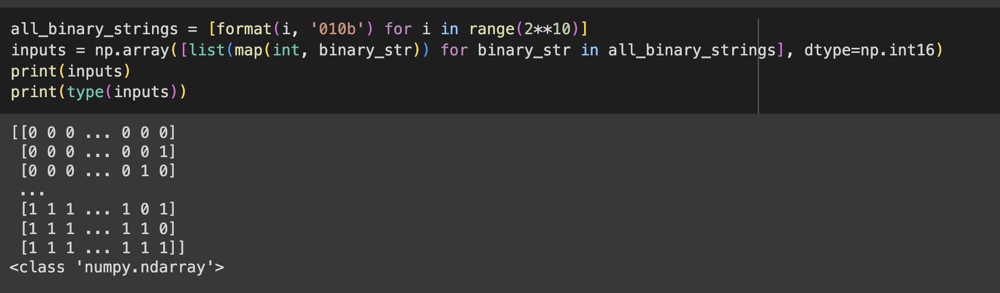 all_binary_strings = [format(i, '010b') for i in range(2**10)]
inputs = np.array([list(map(int, binary_str)) for binary_str in all_binary_strings], dtype=np.int16)
print(inputs)
print(type(inputs))
[[0 0 0 ... 0 0 0]
 [0 0 0 ... 0 0 1]
 [0 0 0 ... 0 1 0]
 ...
 [1 1 1 ... 1 0 1]
 [1 1 1 ... 1 1 0]
 [1 1 1 ... 1 1 1]]
<class 'numpy.ndarray'>